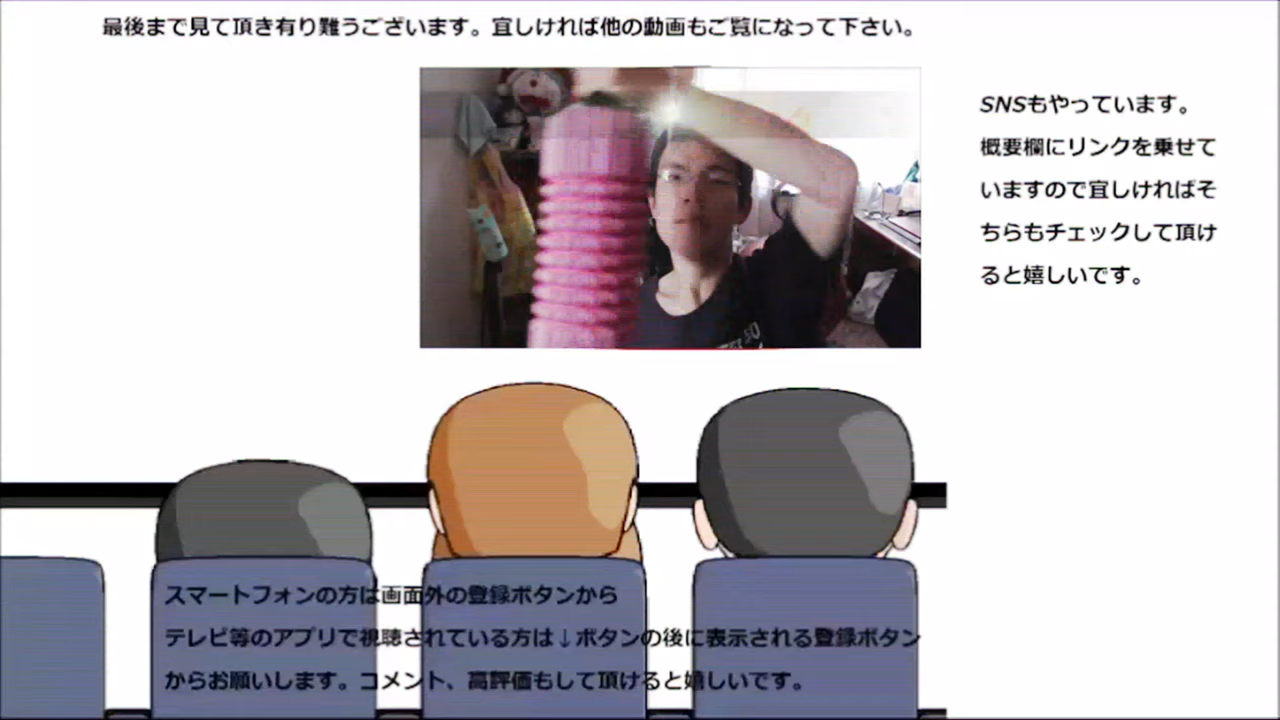 最後まで見て頂き有り難うございます。宜しければ他の動画もご覧になって下さい。
SNSもやっています。
概要欄にリンクを乗せて
いますので宜しければそ
ちらもチェックして頂け
ると嬉しいです。
スマートフォンの方は画面外の登録ボタンから
テレビ等のアプリで視聴されている方は↓ボタンの後に表示される登録ボタン
からお願いします。コメント、高評価もして頂けると嬉しいです。